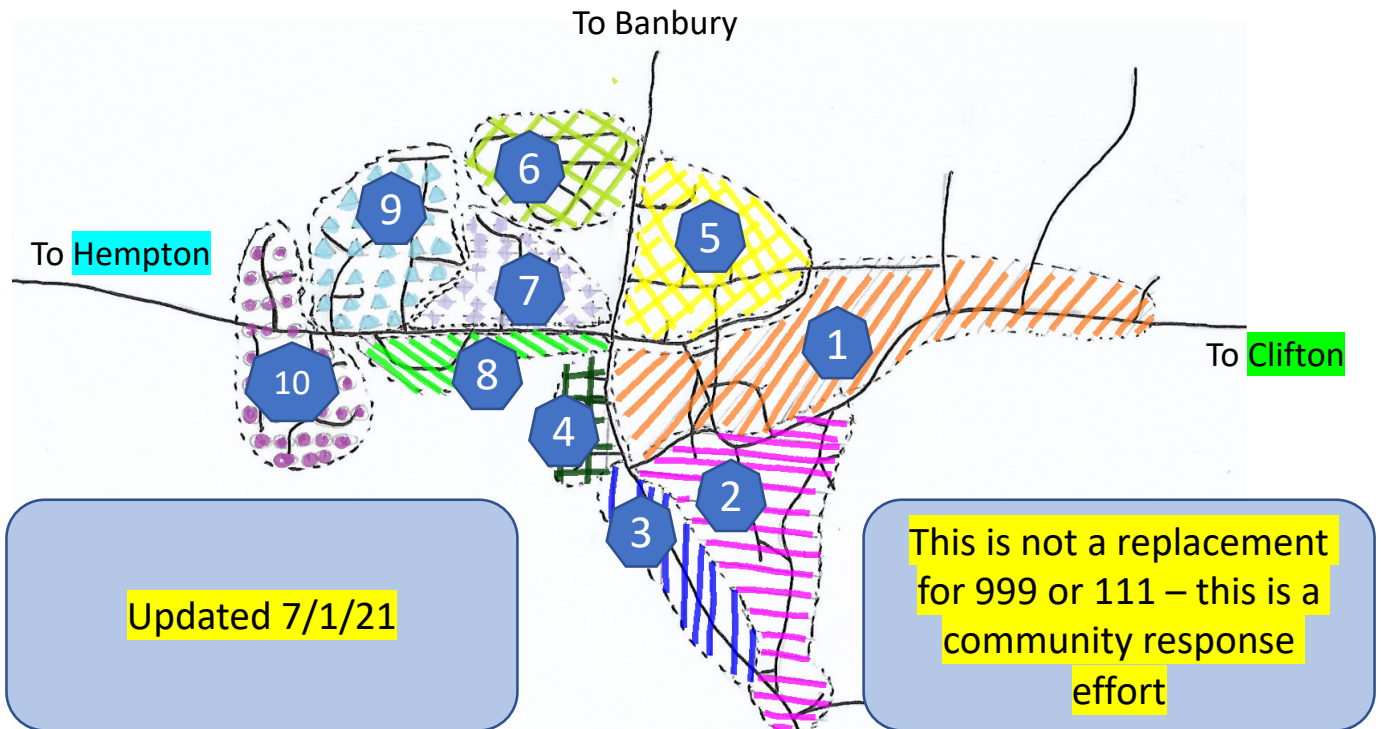 To Banbury
6
9
5
To Hempton
7
1
To Clifton
8
10
4
2
3
Updated 7/1/21
This is not a replacement
for 999 or 111 – this is a
community response
effort